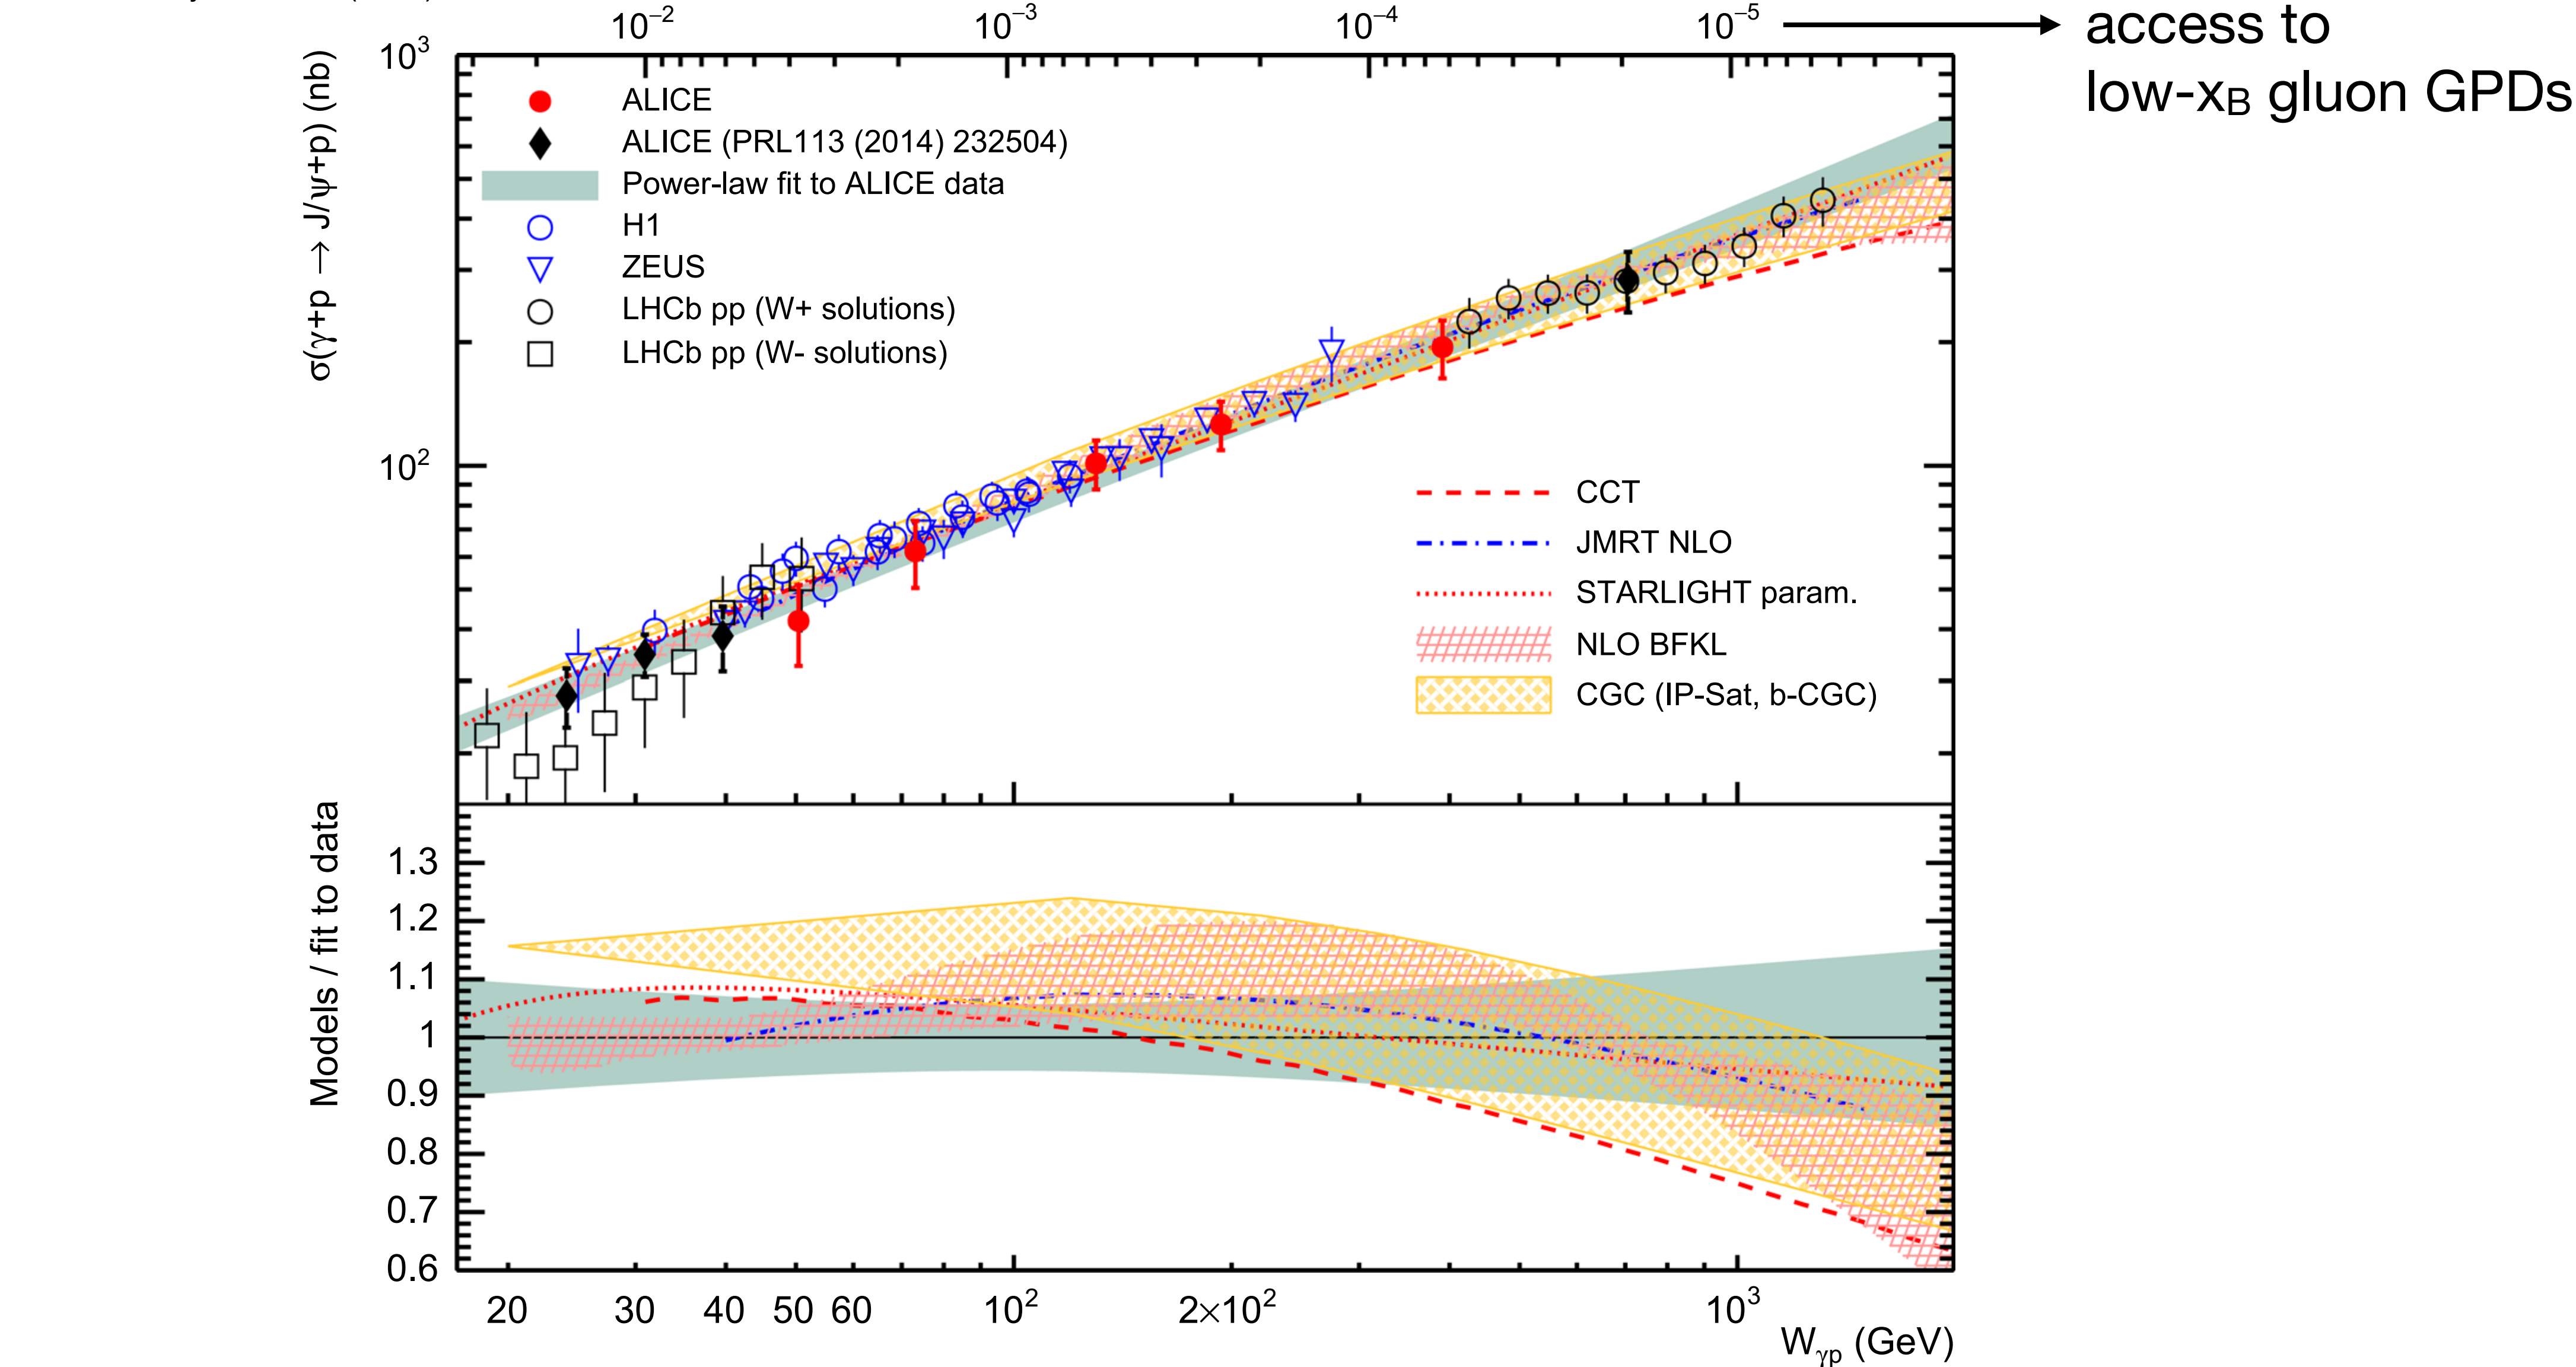 10⁻² 10⁻³ 10⁻⁴ 10⁻⁵
access to
low-x_B gluon GPDs
σ(γ+p → J/ψ+p) (nb)
10³
10²
ALICE
ALICE (PRL113 (2014) 232504)
Power-law fit to ALICE data
H1
ZEUS
LHCb pp (W+ solutions)
LHCb pp (W- solutions)
CCT
JMRT NLO
STARLIGHT param.
NLO BFKL
CGC (IP-Sat, b-CGC)
Models / fit to data
1.3
1.2
1.1
1
0.9
0.8
0.7
0.6
20 30 40 50 60 10² 2×10² 10³
W_γp (GeV)